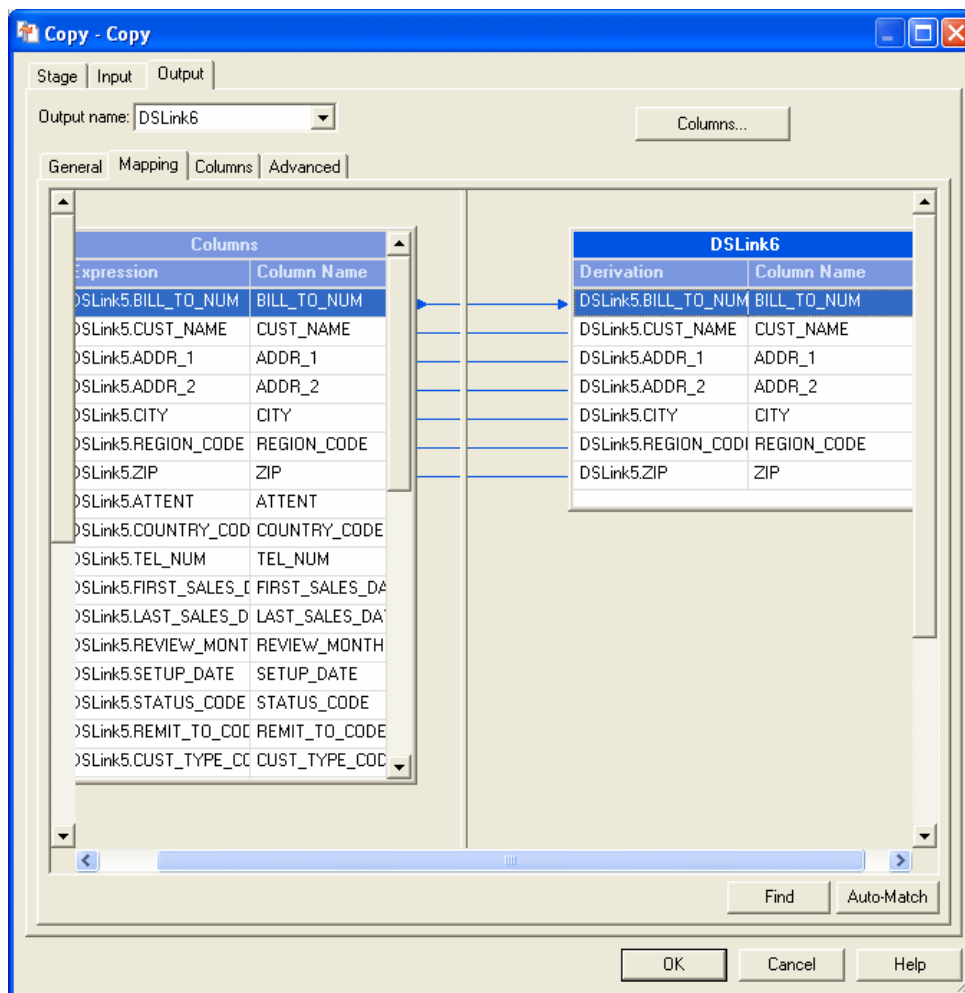 Copy - Copy
Stage Input Output
Output name: DSLink6 Columns...
General Mapping Columns Advanced
Columns DSLink6
Expression Column Name Derivation Column Name
DSLink5.BILL_TO_NUM BILL_TO_NUM DSLink5.BILL_TO_NUM BILL_TO_NUM
DSLink5.CUST_NAME CUST_NAME DSLink5.CUST_NAME CUST_NAME
DSLink5.ADDR_1 ADDR_1 DSLink5.ADDR_1 ADDR_1
DSLink5.ADDR_2 ADDR_2 DSLink5.ADDR_2 ADDR_2
DSLink5.CITY CITY DSLink5.CITY CITY
DSLink5.REGION_CODE REGION_CODE DSLink5.REGION_CODI REGION_CODE
DSLink5.ZIP ZIP DSLink5.ZIP ZIP
DSLink5.ATTENT ATTENT
DSLink5.COUNTRY_COD COUNTRY_CODE
DSLink5.TEL_NUM TEL_NUM
DSLink5.FIRST_SALES_D FIRST_SALES_DA
DSLink5.LAST_SALES_D LAST_SALES_DA
DSLink5.REVIEW_MONT REVIEW_MONTH
DSLink5.SETUP_DATE SETUP_DATE
DSLink5.STATUS_CODE STATUS_CODE
DSLink5.REMIT_TO_COD REMIT_TO_CODE
DSLink5.CUST_TYPE_CO CUST_TYPE_COD
Find Auto-Match
OK Cancel Help